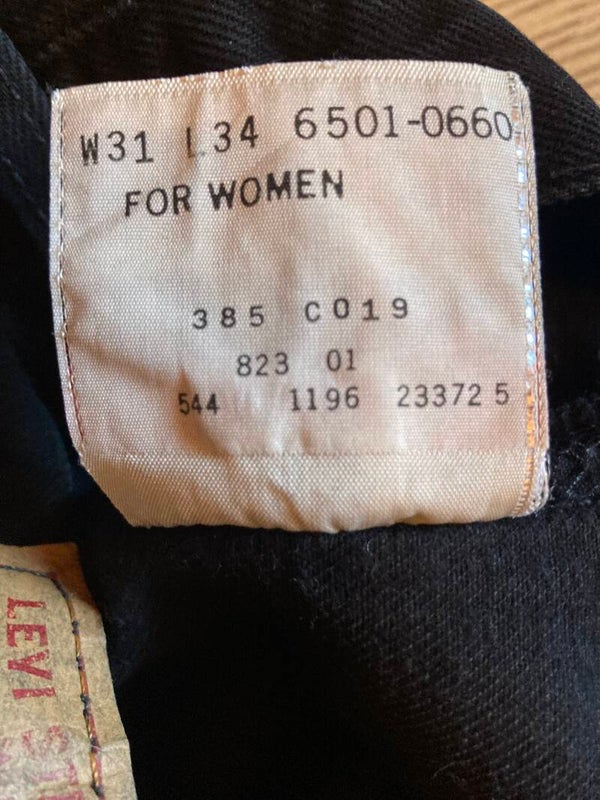 W31 L34 6501-0660
FOR WOMEN
385 C019
823 01
544 1196 23372 5
LEVI